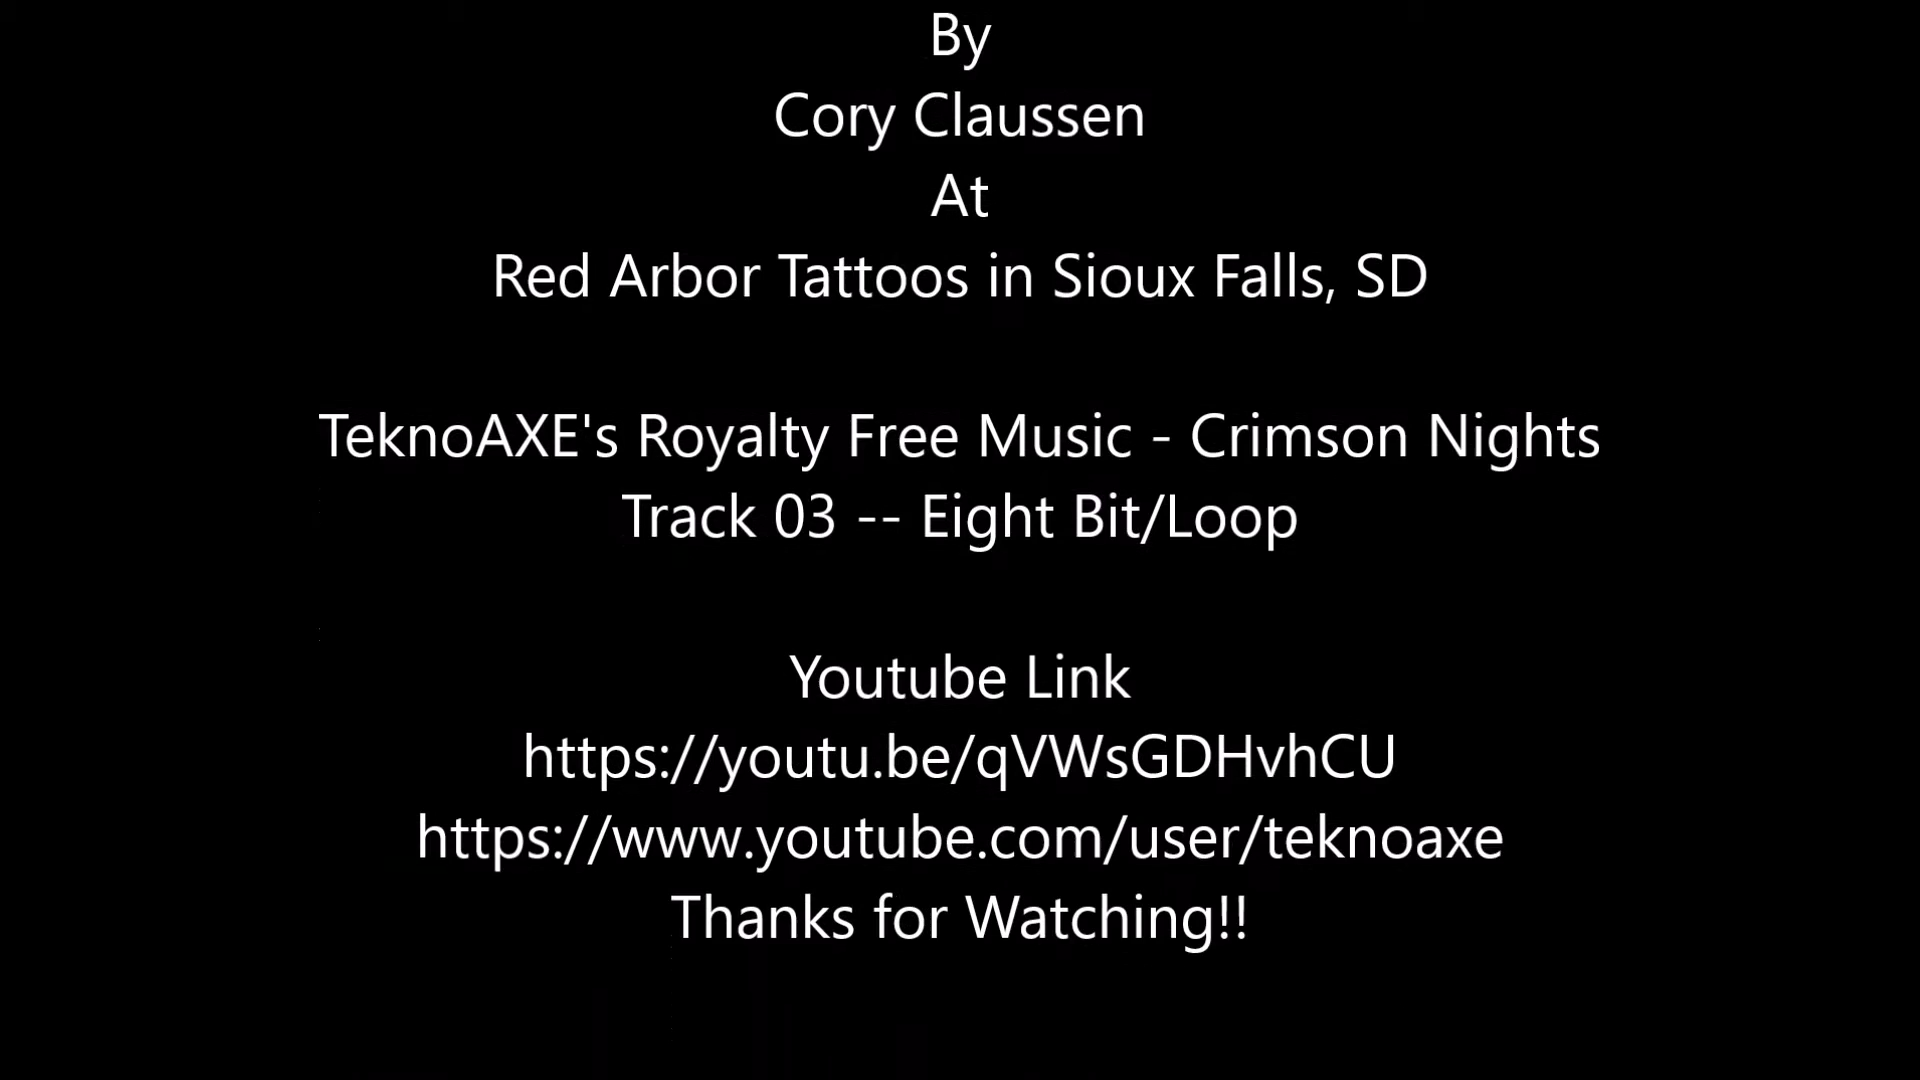 By
Cory Claussen
At
Red Arbor Tattoos in Sioux Falls, SD
TeknoAXE's Royalty Free Music - Crimson Nights
Track 03 -- Eight Bit/Loop
Youtube Link
https://youtu.be/qVWsGDHvhCU
https://www.youtube.com/user/teknoaxe
Thanks for Watching!!